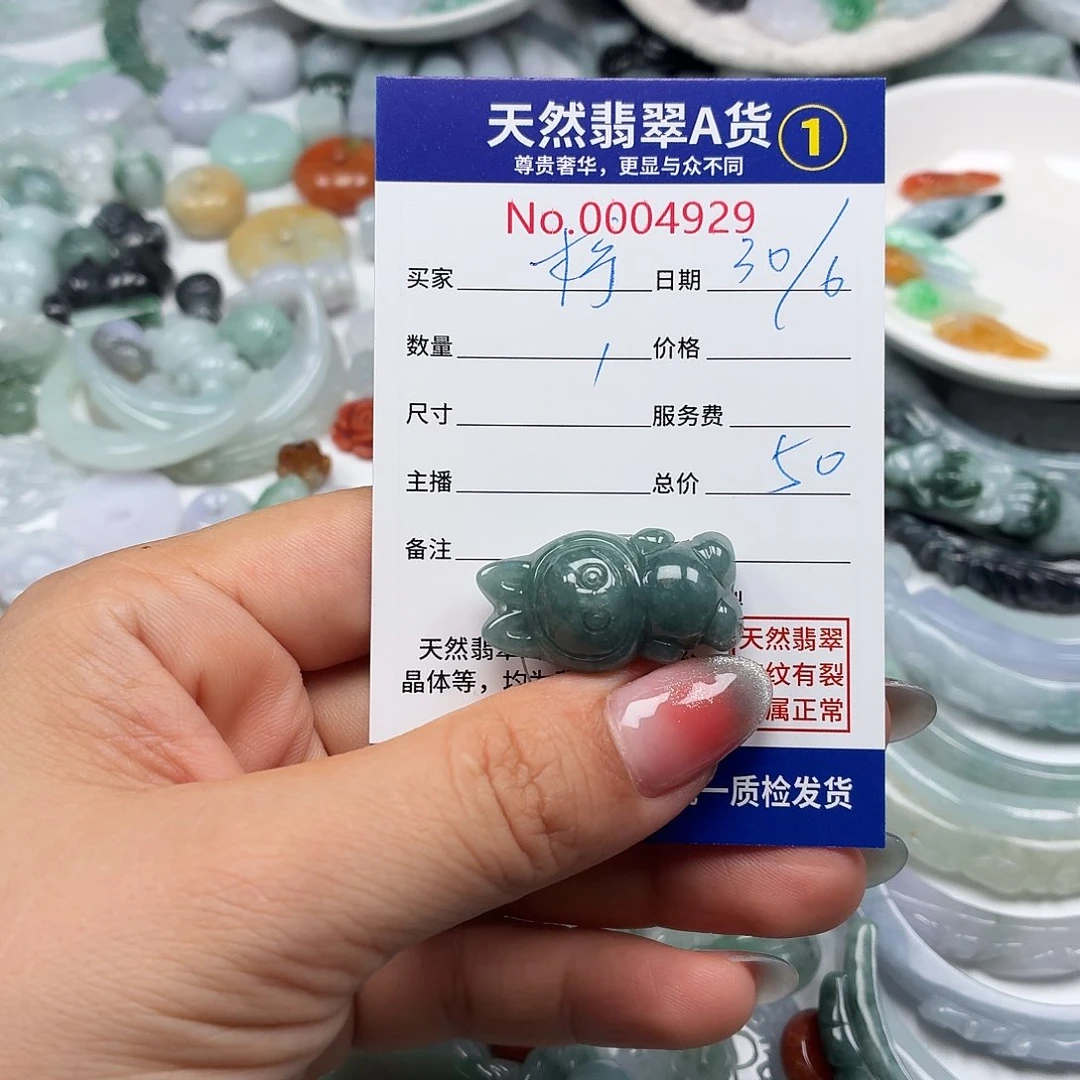 天然翡翠A货 1
尊贵奢华，更显与众不同
No.0004929
买家 日期 30/6
数量 1 价格
尺寸 服务费
主播 总价 50
备注
天然翡 天然翡翠
晶体等，均 纹有裂
属正常
一质检发货